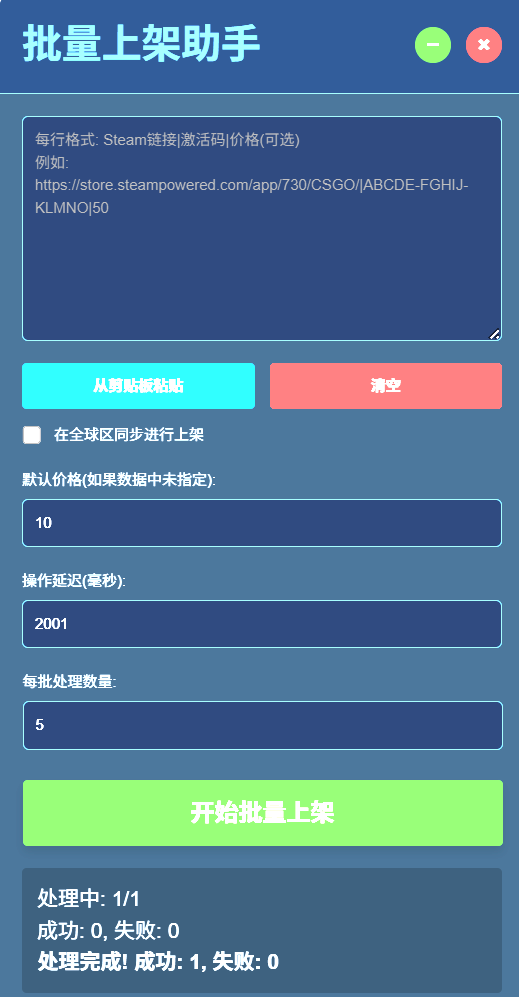 批量上架助手
每行格式: Steam链接|激活码|价格(可选)
例如:
https://store.steampowered.com/app/730/CSGO/|ABCDE-FGHIJ-
KLMNO|50
从剪贴板粘贴
清空
在全球区同步进行上架
默认价格(如果数据中未指定):
10
操作延迟(毫秒):
2001
每批处理数量:
5
开始批量上架
处理中: 1/1
成功: 0, 失败: 0
处理完成! 成功: 1, 失败: 0